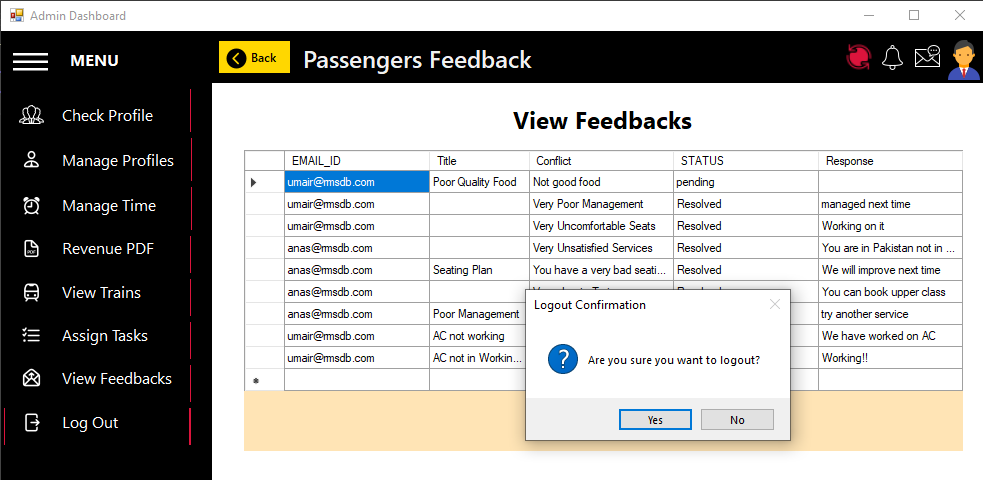 Admin Dashboard
MENU
Back
Passengers Feedback
Check Profile
Manage Profiles
Manage Time
Revenue PDF
View Trains
Assign Tasks
View Feedbacks
Log Out
View Feedbacks
EMAIL_ID Title Conflict STATUS Response
umair@rmsdb.com Poor Quality Food Not good food pending
umair@rmsdb.com Very Poor Management Resolved managed next time
umair@rmsdb.com Very Uncomfortable Seats Resolved Working on it
anas@rmsdb.com Very Unsatisfied Services Resolved You are in Pakistan not in ...
anas@rmsdb.com Seating Plan You have a very bad seati... Resolved We will improve next time
anas@rmsdb.com You can book upper class
anas@rmsdb.com Poor Management try another service
umair@rmsdb.com AC not working We have worked on AC
umair@rmsdb.com AC not in Workin... Working!!
Logout Confirmation
Are you sure you want to logout?
Yes No